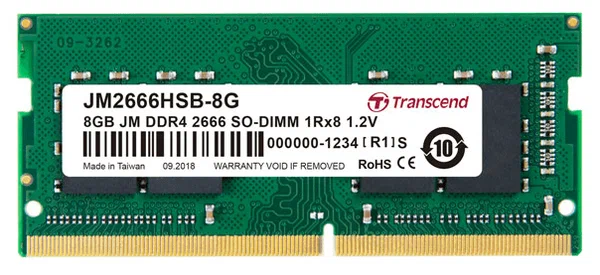 09-3262
JM2666HSB-8G
Transcend
8GB JM DDR4 2666 SO-DIMM 1Rx8 1.2V
000000-1234 [ R1 ] S
10
Made in Taiwan 09.2018 WARRANTY VOID IF REMOVED RoHS CE